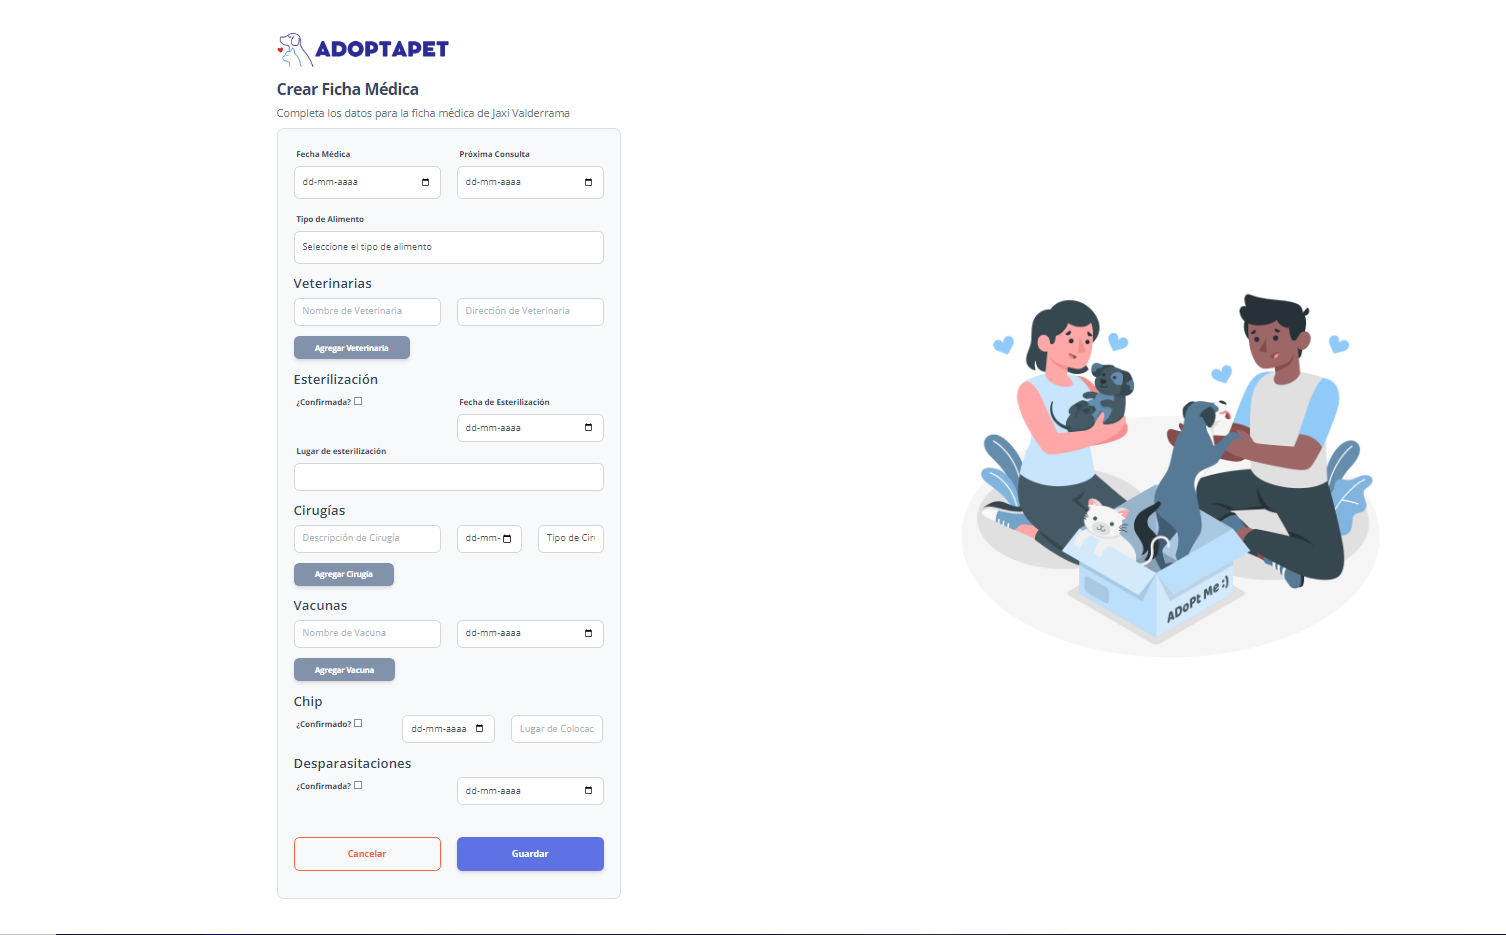 ADOPTAPET
Crear Ficha Médica
Completa los datos para la ficha médica de Jaxi Valderrama
Fecha Médica Próxima Consulta
dd-mm-aaaa dd-mm-aaaa
Tipo de Alimento
Seleccione el tipo de alimento
Veterinarias
Nombre de Veterinaria Dirección de Veterinaria
Agregar Veterinaria
Esterilización
¿Confirmada? Fecha de Esterilización
dd-mm-aaaa
Lugar de esterilización
Cirugías
Descripción de Cirugía dd-mm- Tipo de Cir
Agregar Cirugía
Vacunas
Nombre de Vacuna dd-mm-aaaa
Agregar Vacuna
Chip
¿Confirmado? dd-mm-aaaa Lugar de Colocac
Desparasitaciones
¿Confirmada? dd-mm-aaaa
Cancelar Guardar
ADoPt Me :)